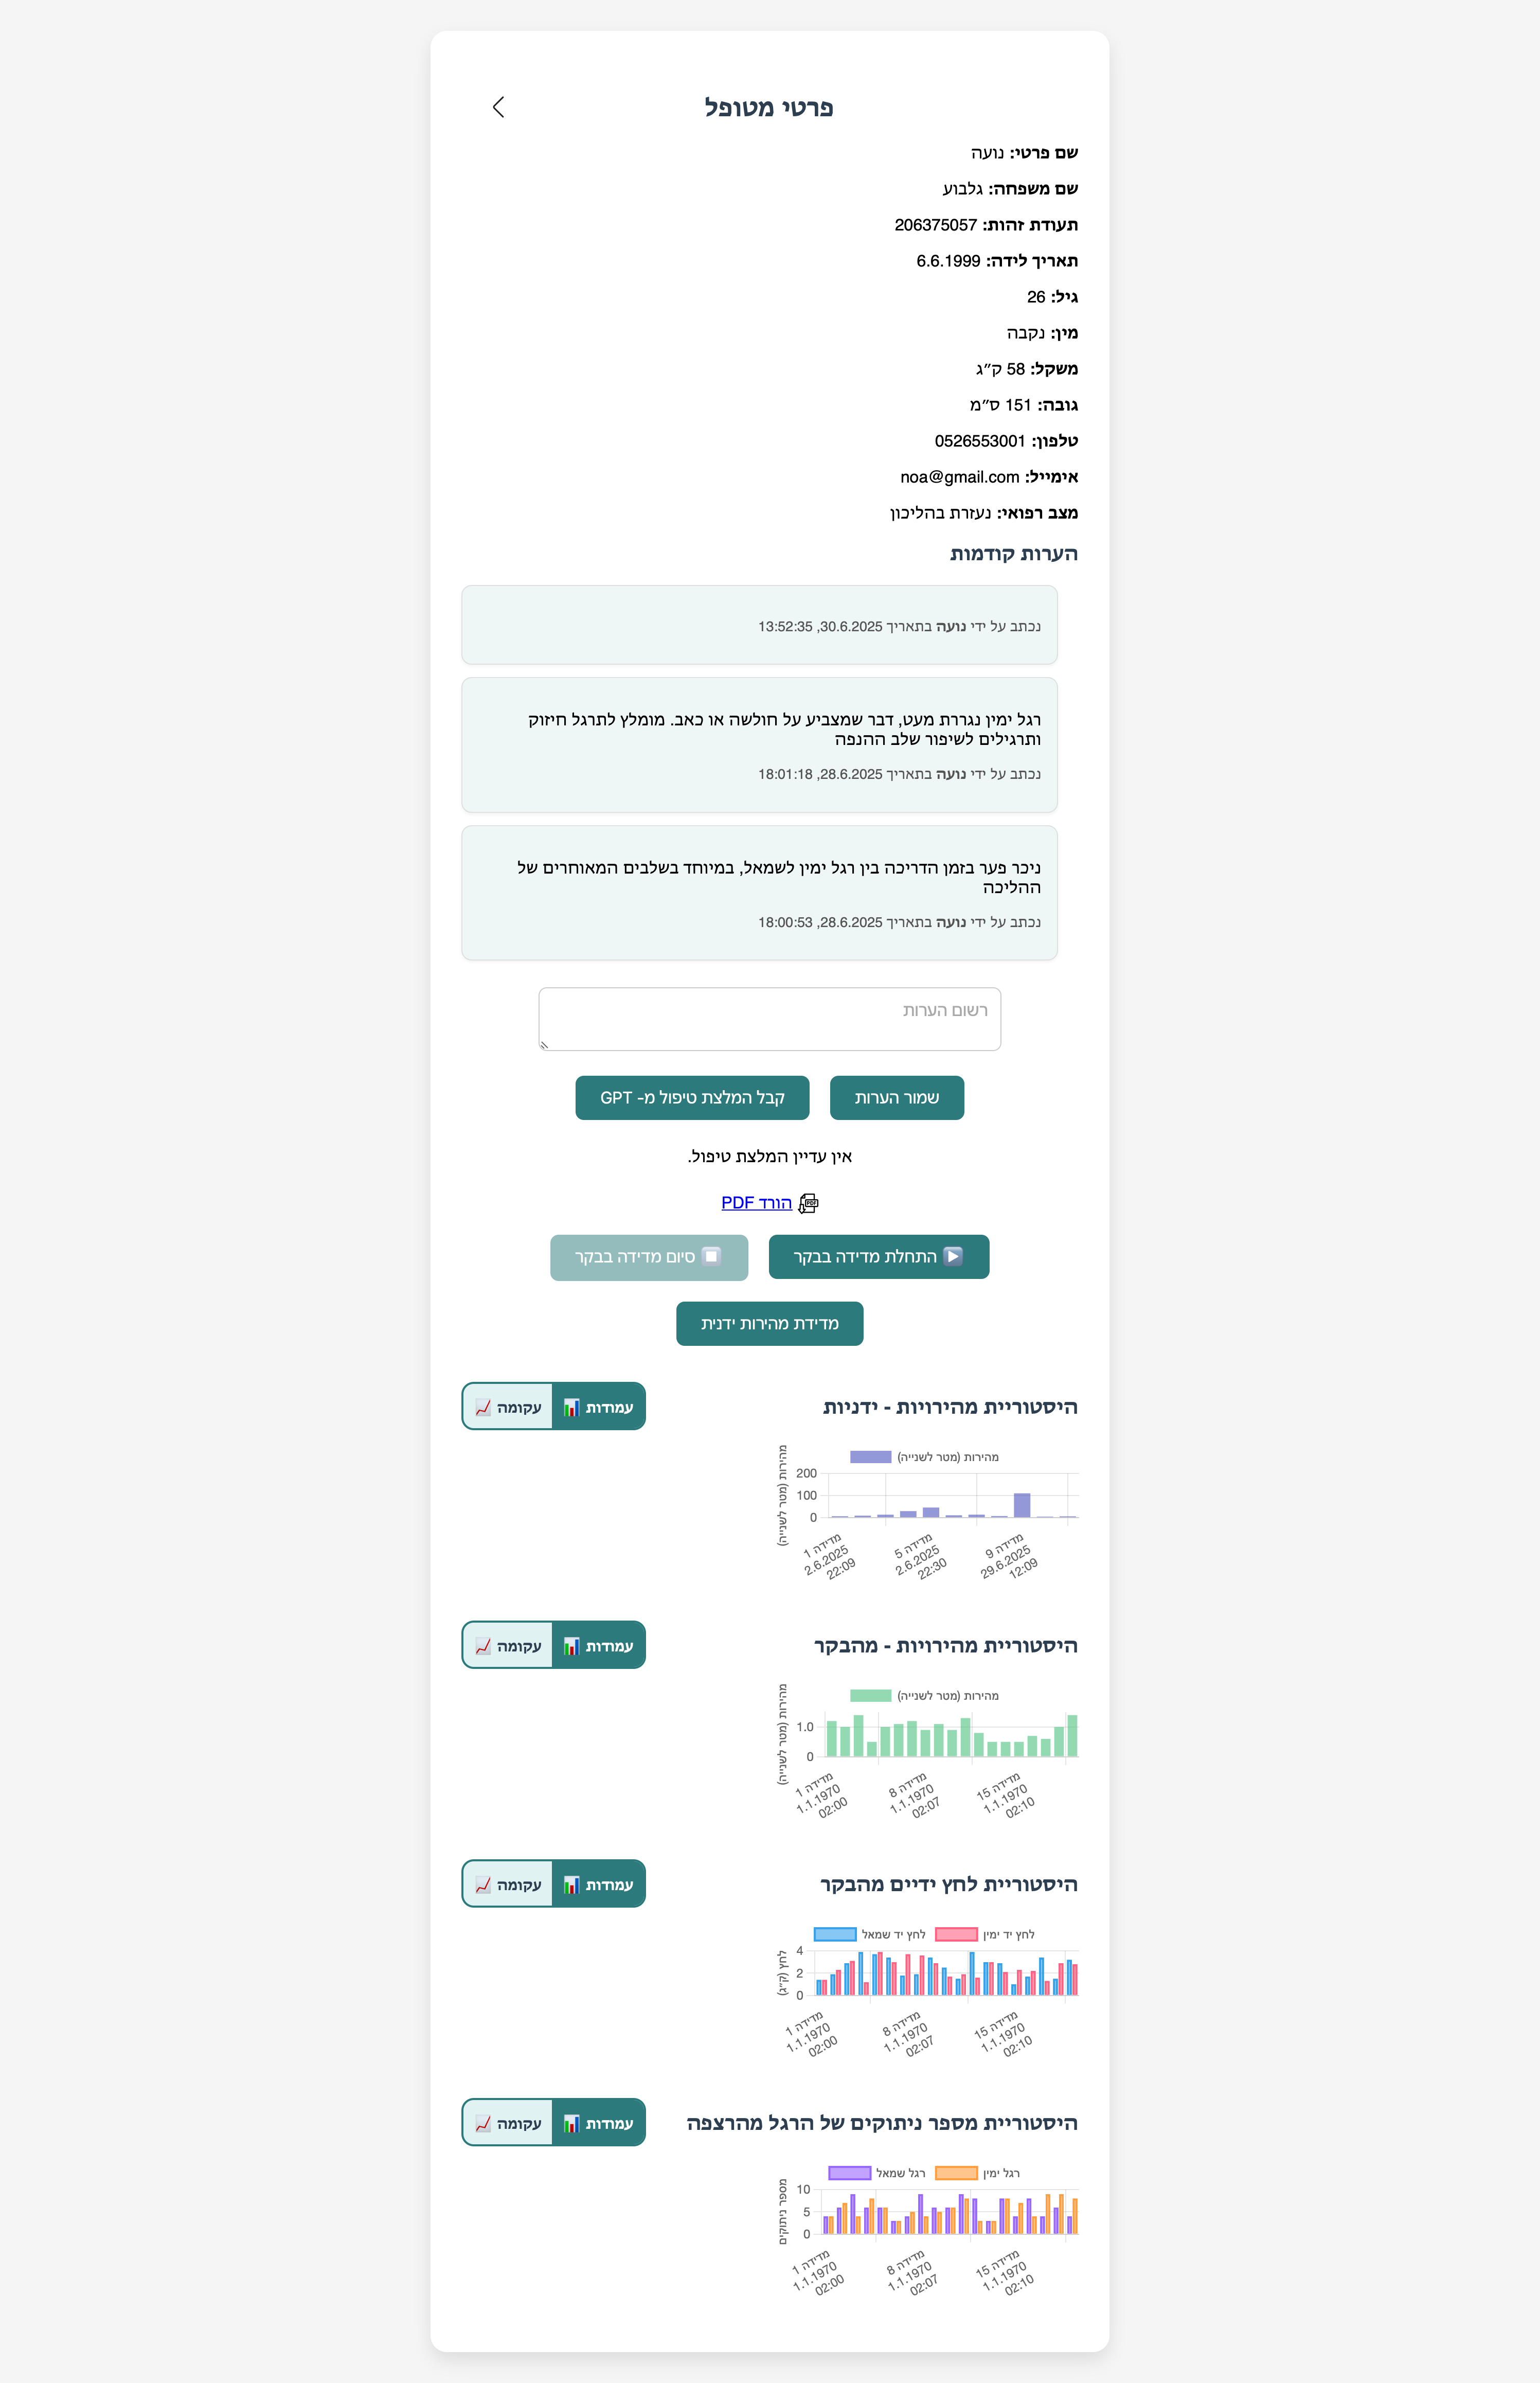 פרטי מטופל
שם פרטי: נועה
שם משפחה: גלבוע
תעודת זהות: 206375057
תאריך לידה: 6.6.1999
גיל: 26
מין: נקבה
משקל: 58 ק״ג
גובה: 151 ס״מ
טלפון: 0526553001
אימייל: noa@gmail.com
מצב רפואי: נעזרת בהליכון
הערות קודמות
נכתב על ידי נועה בתאריך 30.6.2025, 13:52:35
רגל ימין נגררת מעט, דבר שמצביע על חולשה או כאב. מומלץ לתרגל חיזוק
ותרגילים לשיפור שלב ההנפה
נכתב על ידי נועה בתאריך 28.6.2025, 18:01:18
ניכר פער בזמן הדריכה בין רגל ימין לשמאל, במיוחד בשלבים המאוחרים של
ההליכה
נכתב על ידי נועה בתאריך 28.6.2025, 18:00:53
רשום הערות
שמור הערות
קבל המלצת טיפול מ- GPT
אין עדיין המלצת טיפול.
PDF הורד PDF
התחלת מדידה בבקר
סיום מדידה בבקר
מדידת מהירות ידנית
היסטוריית מהירויות - ידניות
עמודות
עקומה
מהירות (מטר לשנייה)
מהירות (מטר לשנייה)
200
100
0
מדידה 1
2.6.2025
22:09
מדידה 5
2.6.2025
22:30
מדידה 9
29.6.2025
12:09
היסטוריית מהירויות - מהבקר
עמודות
עקומה
מהירות (מטר לשנייה)
מהירות (מטר לשנייה)
1.0
0
מדידה 1
1.1.1970
02:00
מדידה 8
1.1.1970
02:07
מדידה 15
1.1.1970
02:10
היסטוריית לחץ ידיים מהבקר
עמודות
עקומה
לחץ יד ימין
לחץ יד שמאל
לחץ (ק״ג)
4
2
0
מדידה 1
1.1.1970
02:00
מדידה 8
1.1.1970
02:07
מדידה 15
1.1.1970
02:10
היסטוריית מספר ניתוקים של הרגל מהרצפה
עמודות
עקומה
רגל ימין
רגל שמאל
מספר ניתוקים
10
5
0
מדידה 1
1.1.1970
02:00
מדידה 8
1.1.1970
02:07
מדידה 15
1.1.1970
02:10